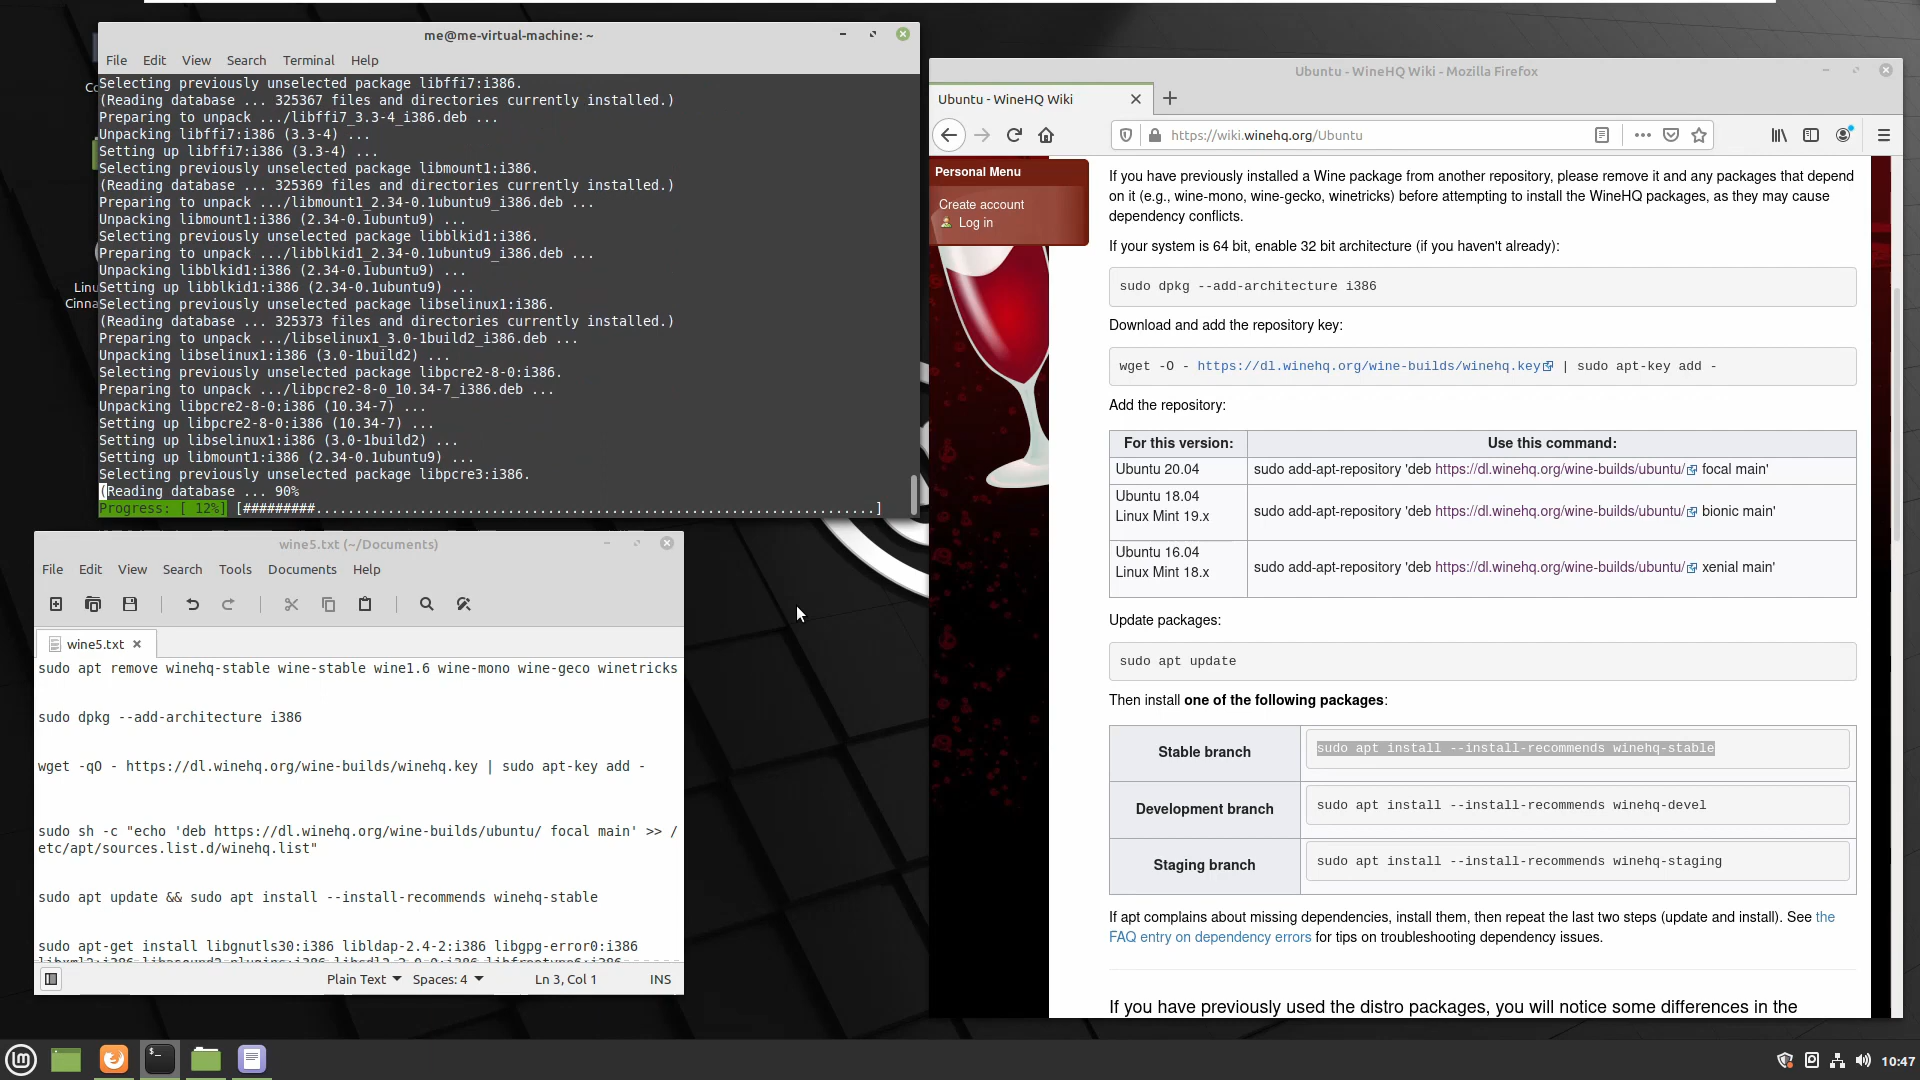 me@me-virtual-machine: ~
File Edit View Search Terminal Help
Selecting previously unselected package libffi7:i386.
(Reading database ... 325367 files and directories currently installed.)
Preparing to unpack .../libffi7_3.3-4_i386.deb ...
Unpacking libffi7:i386 (3.3-4) ...
Setting up libffi7:i386 (3.3-4) ...
Selecting previously unselected package libmount1:i386.
(Reading database ... 325369 files and directories currently installed.)
Preparing to unpack .../libmount1_2.34-0.1ubuntu9_i386.deb ...
Unpacking libmount1:i386 (2.34-0.1ubuntu9) ...
Selecting previously unselected package libblkid1:i386.
Preparing to unpack .../libblkid1_2.34-0.1ubuntu9_i386.deb ...
Unpacking libblkid1:i386 (2.34-0.1ubuntu9) ...
Setting up libblkid1:i386 (2.34-0.1ubuntu9) ...
Selecting previously unselected package libselinux1:i386.
(Reading database ... 325373 files and directories currently installed.)
Preparing to unpack .../libselinux1_3.0-1build2_i386.deb ...
Unpacking libselinux1:i386 (3.0-1build2) ...
Selecting previously unselected package libpcre2-8-0:i386.
Preparing to unpack .../libpcre2-8-0_10.34-7_i386.deb ...
Unpacking libpcre2-8-0:i386 (10.34-7) ...
Setting up libpcre2-8-0:i386 (10.34-7) ...
Setting up libselinux1:i386 (3.0-1build2) ...
Setting up libmount1:i386 (2.34-0.1ubuntu9) ...
Selecting previously unselected package libpcre3:i386.
(Reading database ... 90%
Progress: [ 12%] [#########......................................................................]
wine5.txt (~/Documents)
File Edit View Search Tools Documents Help
wine5.txt
sudo apt remove winehq-stable wine-stable wine1.6 wine-mono wine-geco winetricks
sudo dpkg --add-architecture i386
wget -qO - https://dl.winehq.org/wine-builds/winehq.key | sudo apt-key add -
sudo sh -c "echo 'deb https://dl.winehq.org/wine-builds/ubuntu/ focal main' >> /
etc/apt/sources.list.d/winehq.list"
sudo apt update && sudo apt install --install-recommends winehq-stable
sudo apt-get install libgnutls30:i386 libldap-2.4-2:i386 libgpg-error0:i386
Plain Text Spaces: 4 Ln 3, Col 1 INS
Ubuntu - WineHQ Wiki - Mozilla Firefox
Ubuntu - WineHQ Wiki
https://wiki.winehq.org/Ubuntu
Personal Menu
Create account
Log in
If you have previously installed a Wine package from another repository, please remove it and any packages that depend
on it (e.g., wine-mono, wine-gecko, winetricks) before attempting to install the WineHQ packages, as they may cause
dependency conflicts.
If your system is 64 bit, enable 32 bit architecture (if you haven't already):
sudo dpkg --add-architecture i386
Download and add the repository key:
wget -O - https://dl.winehq.org/wine-builds/winehq.key | sudo apt-key add -
Add the repository:
For this version: Use this command:
Ubuntu 20.04 sudo add-apt-repository 'deb https://dl.winehq.org/wine-builds/ubuntu/ focal main'
Ubuntu 18.04
Linux Mint 19.x
sudo add-apt-repository 'deb https://dl.winehq.org/wine-builds/ubuntu/ bionic main'
Ubuntu 16.04
Linux Mint 18.x
sudo add-apt-repository 'deb https://dl.winehq.org/wine-builds/ubuntu/ xenial main'
Update packages:
sudo apt update
Then install one of the following packages:
Stable branch sudo apt install --install-recommends winehq-stable
Development branch sudo apt install --install-recommends winehq-devel
Staging branch sudo apt install --install-recommends winehq-staging
If apt complains about missing dependencies, install them, then repeat the last two steps (update and install). See the
FAQ entry on dependency errors for tips on troubleshooting dependency issues.
If you have previously used the distro packages, you will notice some differences in the
10:47